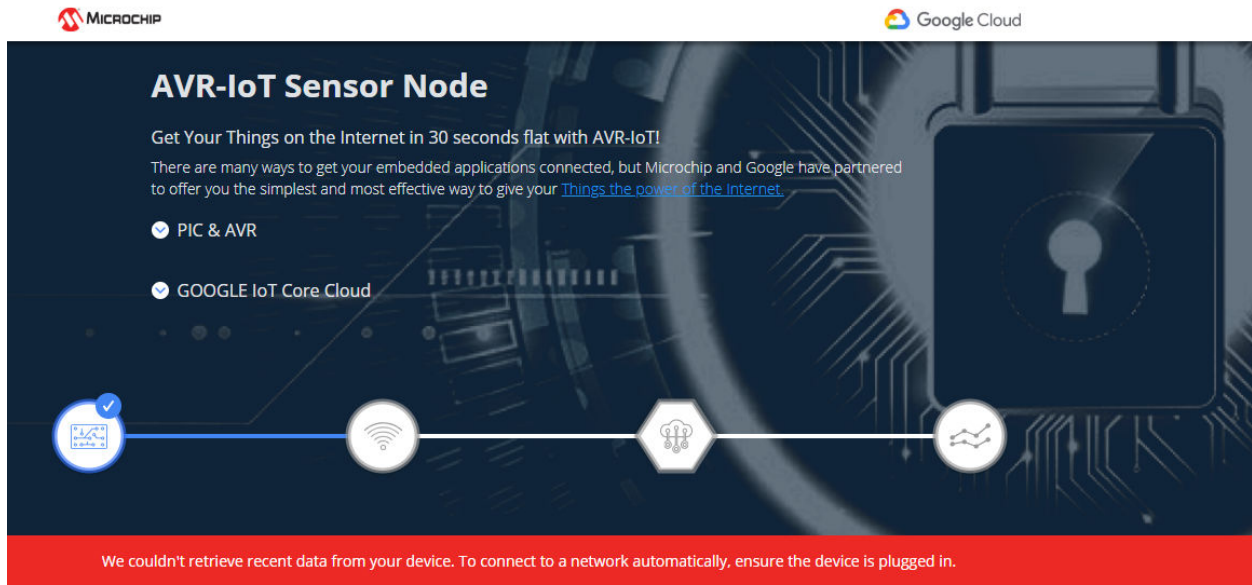 MICROCHIP
Google Cloud
AVR-IoT Sensor Node
Get Your Things on the Internet in 30 seconds flat with AVR-IoT!
There are many ways to get your embedded applications connected, but Microchip and Google have partnered
to offer you the simplest and most effective way to give your Things the power of the Internet.
PIC & AVR
GOOGLE IoT Core Cloud
We couldn't retrieve recent data from your device. To connect to a network automatically, ensure the device is plugged in.